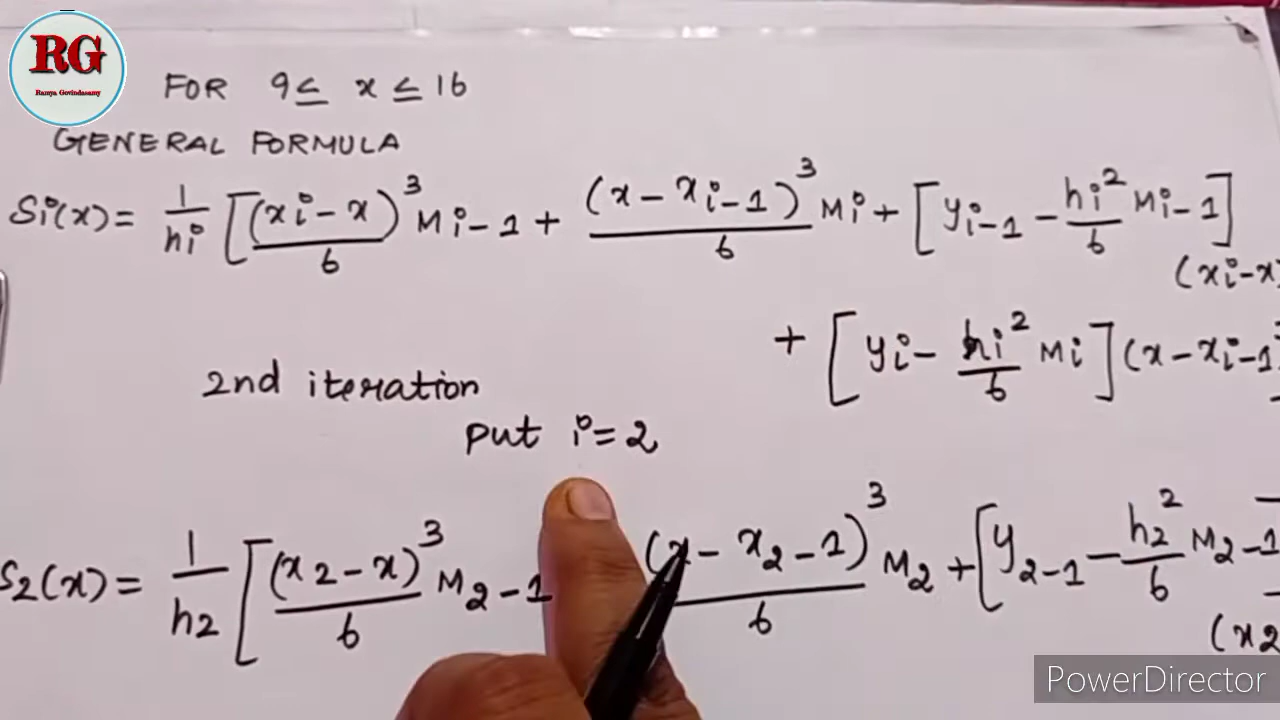 RG
Ramya Govindasamy
FOR 9 ≤ x ≤ 16
GENERAL FORMULA
Si(x) = 1/hi [(xi - x)³/6 Mi-1 + (x - xi-1)³/6 Mi + [yi-1 - hi²/6 Mi-1]
(xi-x)
+ [yi - hi²/6 Mi] (x - xi-1
2nd iteration
put i=2
S2(x) = 1/h2 [(x2 - x)³/6 M2-1 (x - x2-1)³/6 M2 + [y2-1 - h2²/6 M2-1
(x2
PowerDirector